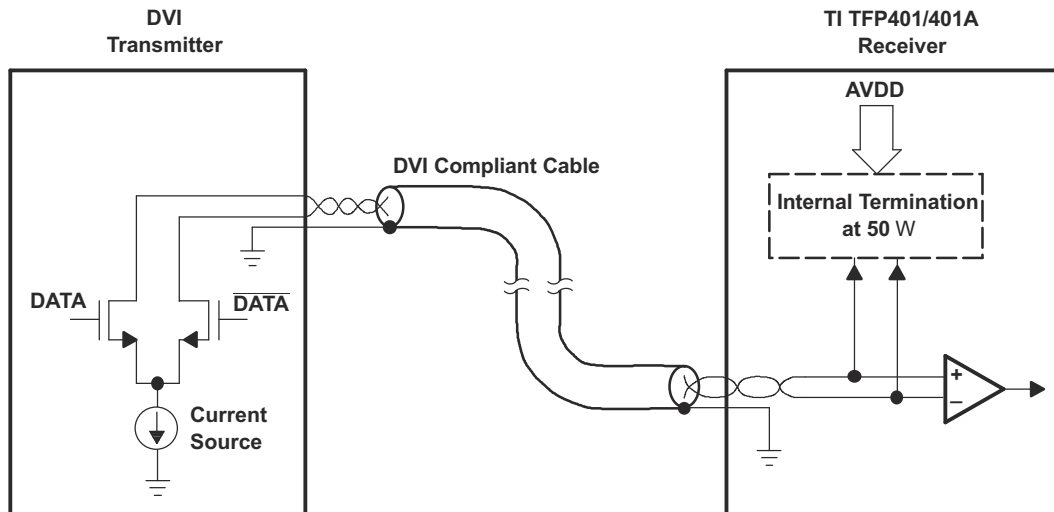 DVI
Transmitter
TI TFP401/401A
Receiver
AVDD
DVI Compliant Cable
Internal Termination
at 50 W
DATA
DATA
+
−
Current
Source